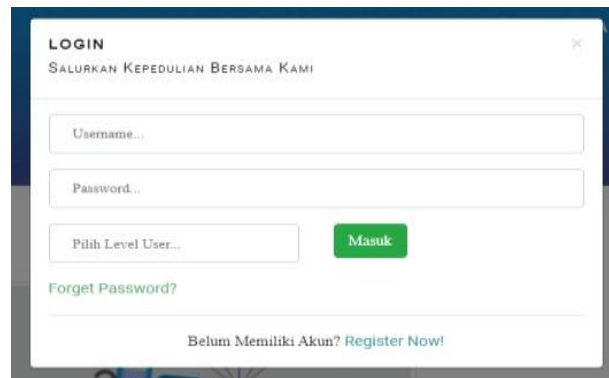 LOGIN
×
SALURKAN KEPEDULIAN BERSAMA KAMI
Username...
Password...
Pilih Level User...
Masuk
Forget Password?
Belum Memiliki Akun? Register Now!